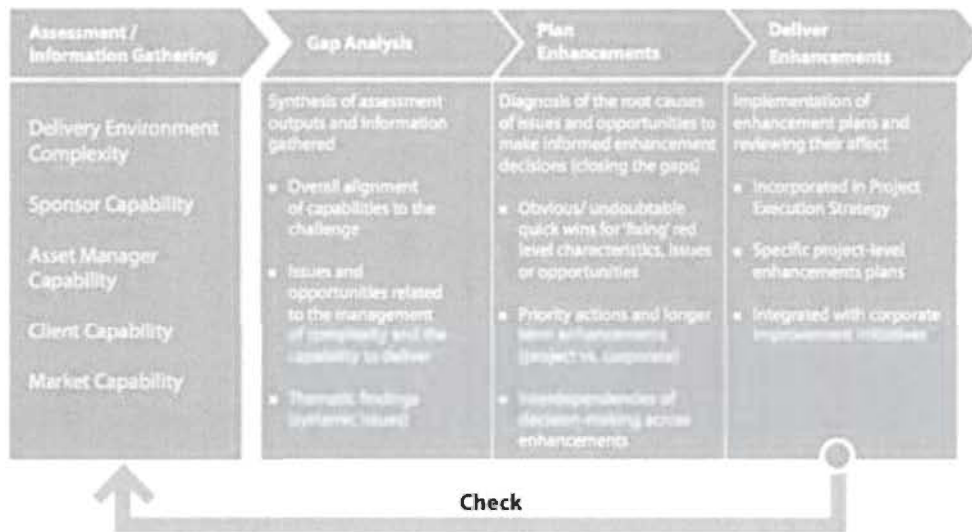 Assessment /
Information Gathering
Gap Analysis
Plan
Enhancements
Deliver
Enhancements
Delivery Environment
Complexity
Sponsor Capability
Asset Manager
Capability
Client Capability
Market Capability
Synthesis of assessment
outputs and information
gathered
▪ Overall alignment
of capabilities to the
challenge
▪ Issues and
opportunities related
to the management
of complexity and the
capability to deliver
▪ Thematic findings
(systemic issues)
Diagnosis of the root causes
of issues and opportunities to
make informed enhancement
decisions (closing the gaps)
▪ Obvious/ undoubtable
quick wins for 'fixing' red
level characteristics, issues
or opportunities
▪ Priority actions and longer
term enhancements
(project vs. corporate)
▪ Interdependencies of
decision-making across
enhancements
Implementation of
enhancement plans and
reviewing their affect
▪ Incorporated in Project
Execution Strategy
▪ Specific project-level
enhancements plans
▪ Integrated with corporate
improvement initiatives
Check